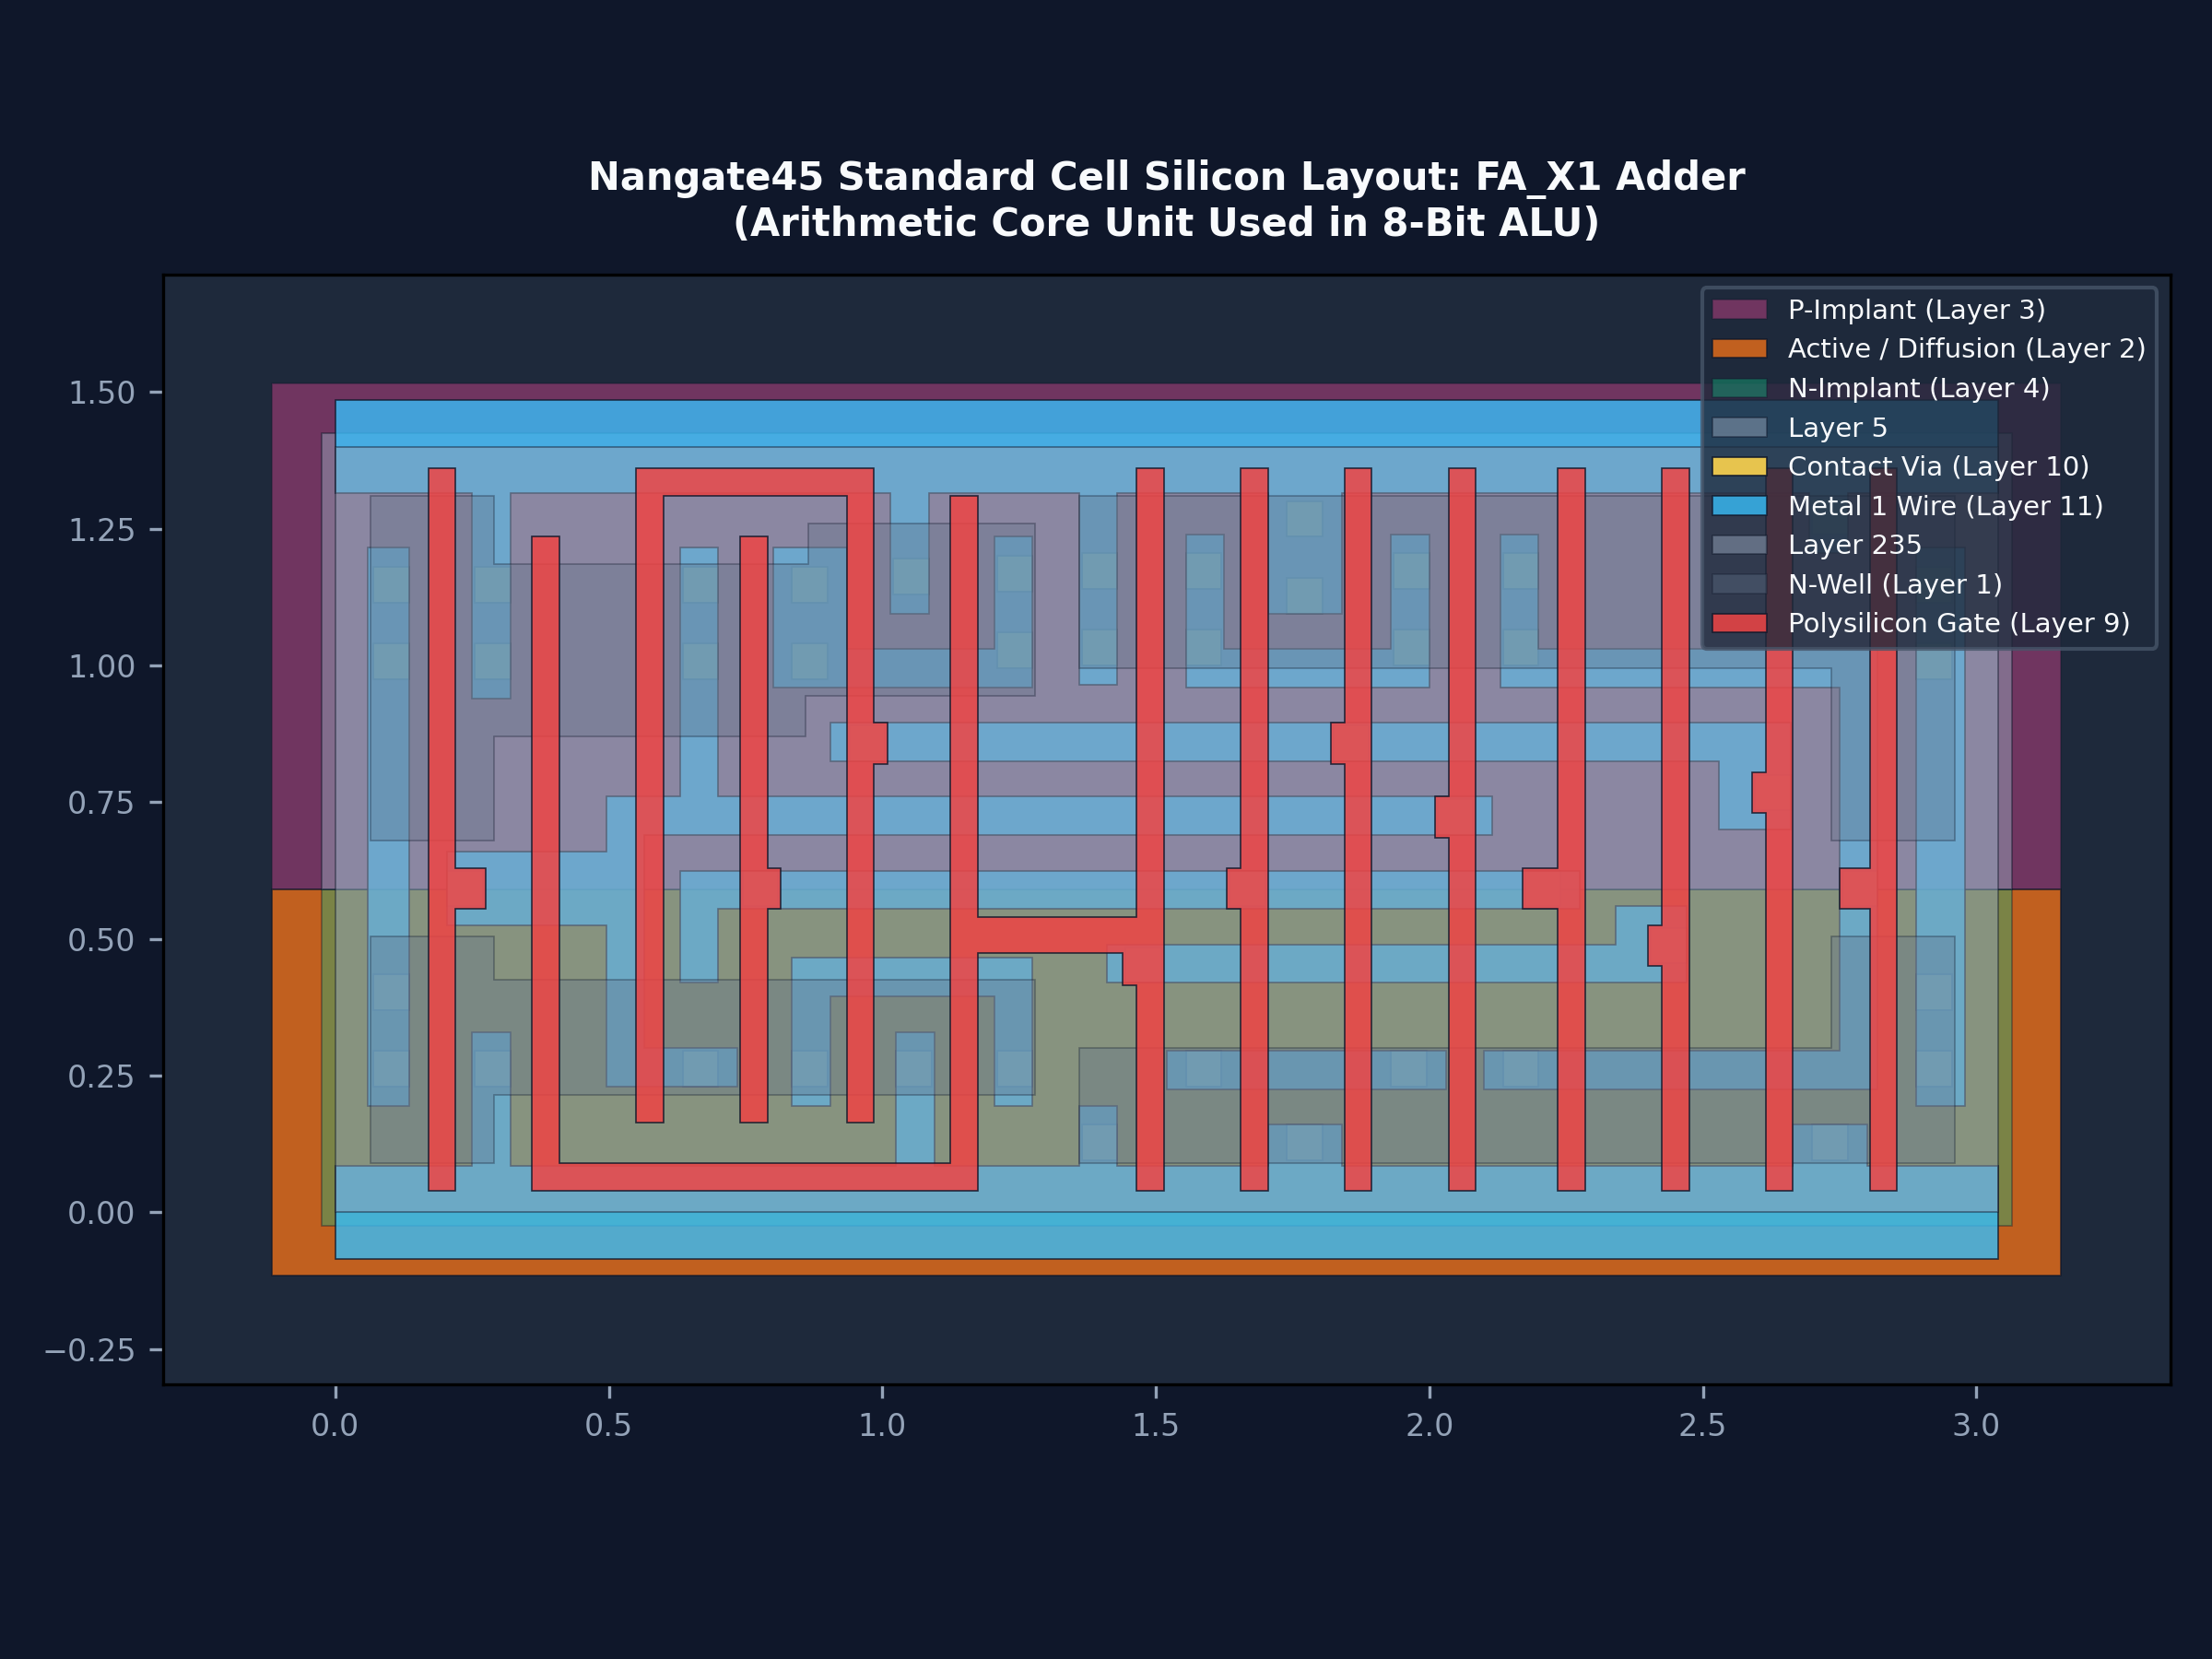 Nangate45 Standard Cell Silicon Layout: FA_X1 Adder
(Arithmetic Core Unit Used in 8-Bit ALU)
P-Implant (Layer 3)
Active / Diffusion (Layer 2)
N-Implant (Layer 4)
Layer 5
Contact Via (Layer 10)
Metal 1 Wire (Layer 11)
Layer 235
N-Well (Layer 1)
Polysilicon Gate (Layer 9)
1.50
1.25
1.00
0.75
0.50
0.25
0.00
−0.25
0.0 0.5 1.0 1.5 2.0 2.5 3.0